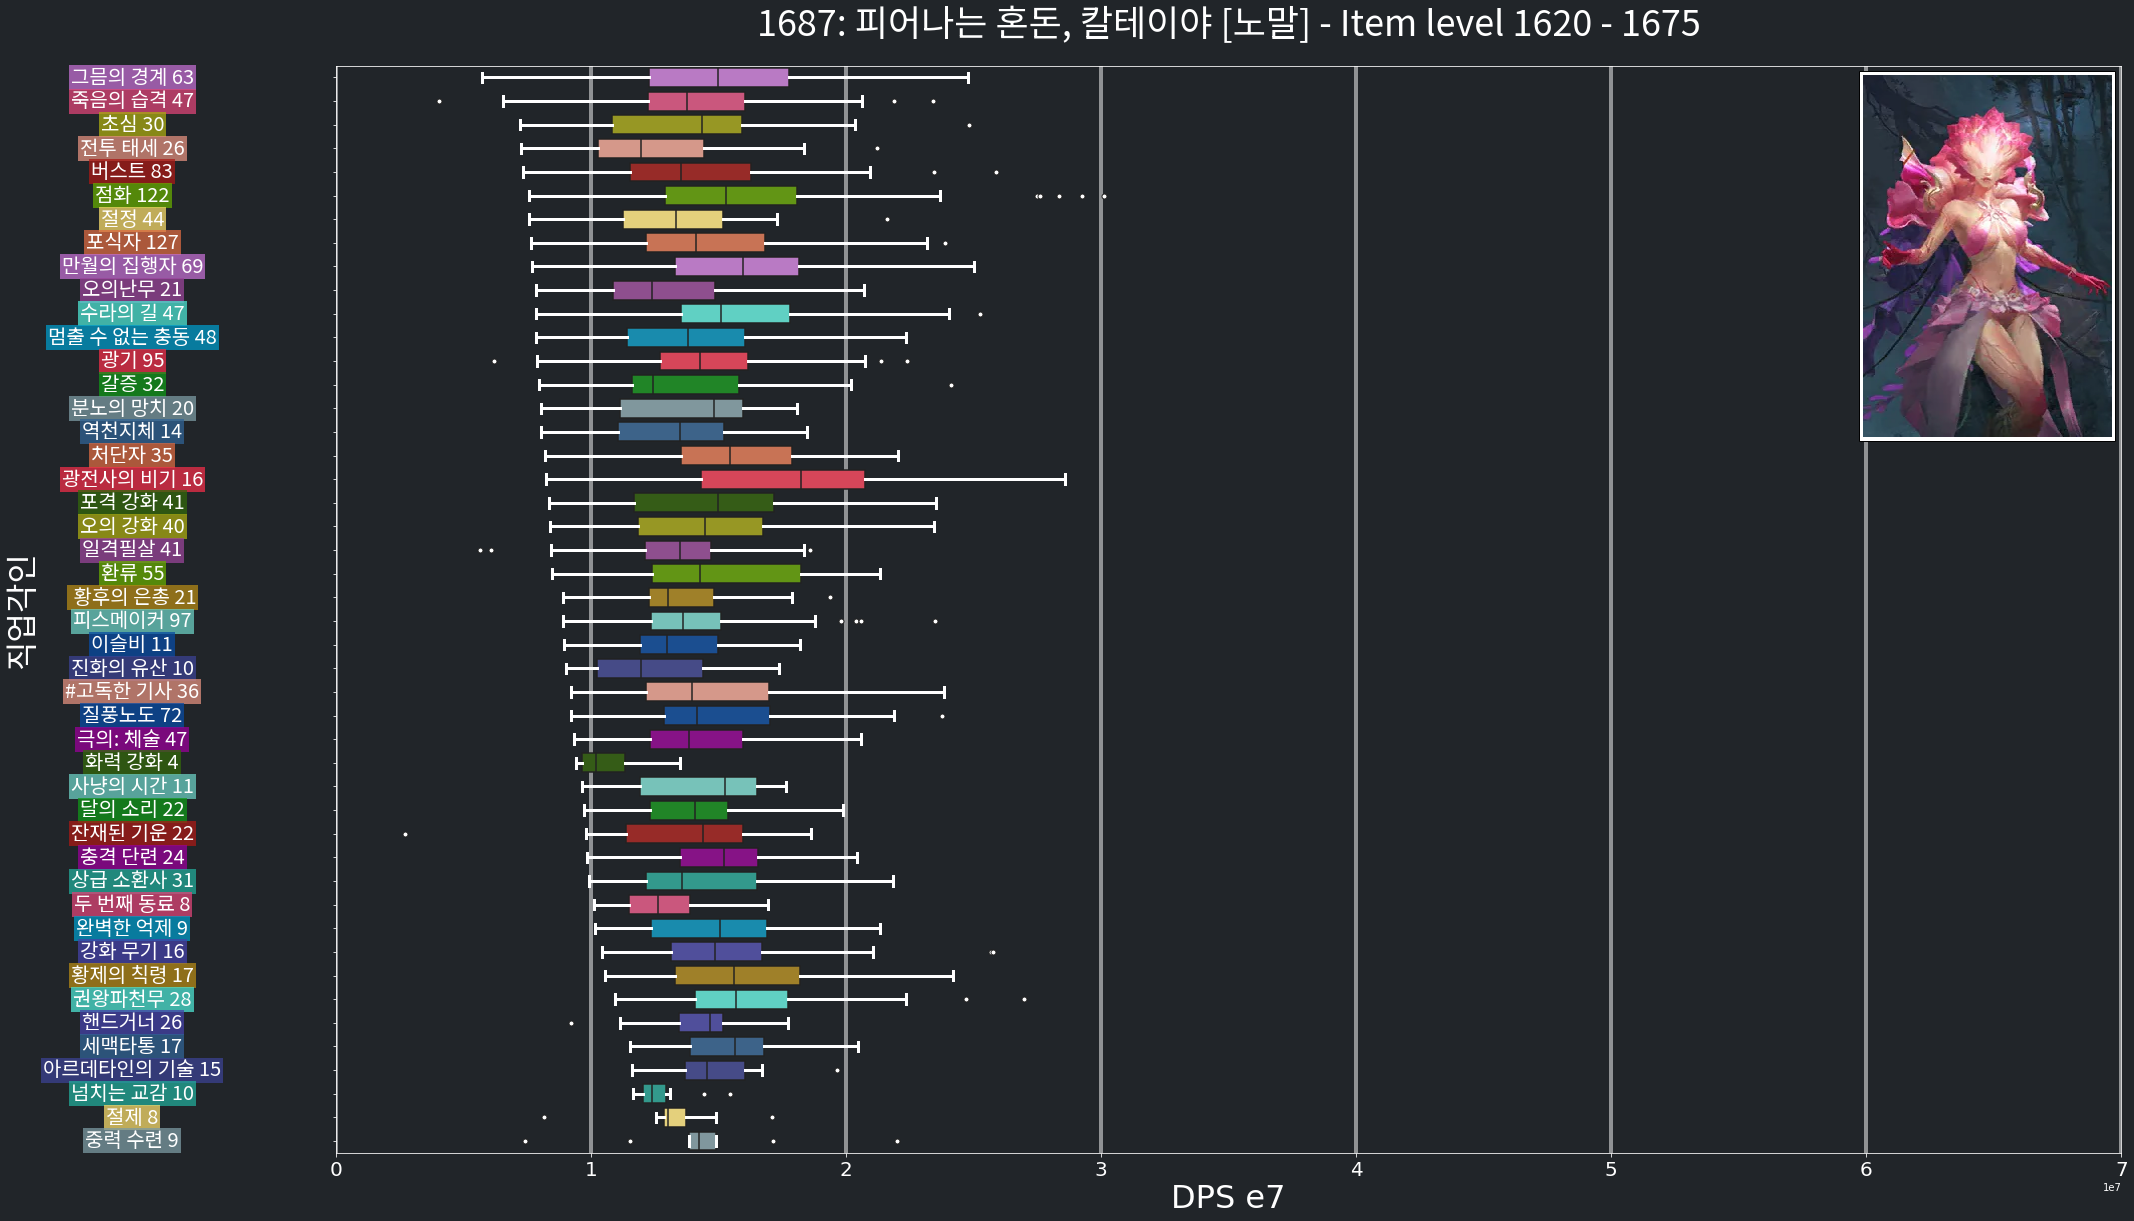 1687: 피어나는 혼돈, 칼테이야 [노말] - Item level 1620 - 1675
직업각인
그믐의 경계 63
죽음의 습격 47
초심 30
전투 태세 26
버스트 83
점화 122
절정 44
포식자 127
만월의 집행자 69
오의난무 21
수라의 길 47
멈출 수 없는 충동 48
광기 95
갈증 32
분노의 망치 20
역천지체 14
처단자 35
광전사의 비기 16
포격 강화 41
오의 강화 40
일격필살 41
환류 55
황후의 은총 21
피스메이커 97
이슬비 11
진화의 유산 10
#고독한 기사 36
질풍노도 72
극의: 체술 47
화력 강화 4
사냥의 시간 11
달의 소리 22
잔재된 기운 22
충격 단련 24
상급 소환사 31
두 번째 동료 8
완벽한 억제 9
강화 무기 16
황제의 칙령 17
권왕파천무 28
핸드거너 26
세맥타통 17
아르데타인의 기술 15
넘치는 교감 10
절제 8
중력 수련 9
0 1 2 3 4 5 6 7
1e7
DPS e7